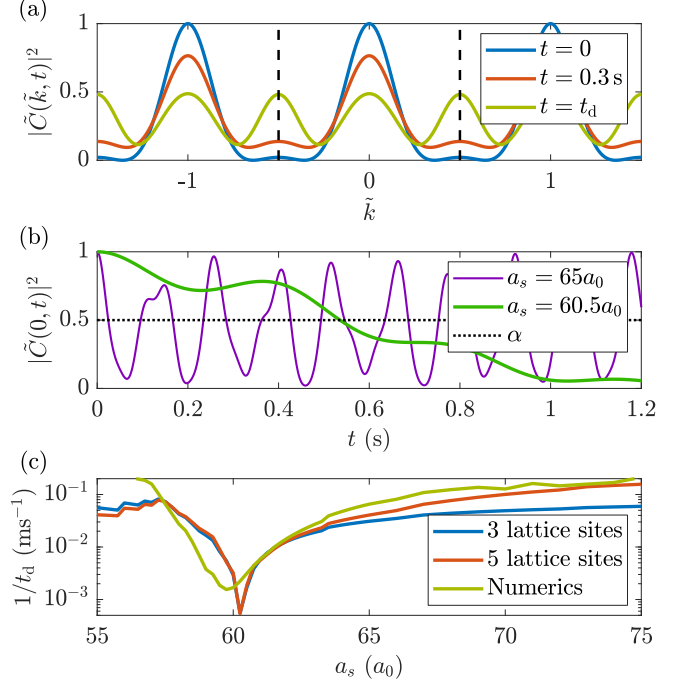 (a)
|C̃(k̃, t)|²
1
0.5
0
t = 0
t = 0.3 s
t = t_d
-1
0
1
k̃
(b)
|C̃(0, t)|²
1
0.5
0
a_s = 65a_0
a_s = 60.5a_0
α
0
0.2
0.4
0.6
0.8
1
1.2
t (s)
(c)
1/t_d (ms⁻¹)
10⁻¹
10⁻²
10⁻³
3 lattice sites
5 lattice sites
Numerics
55
60
65
70
75
a_s (a_0)